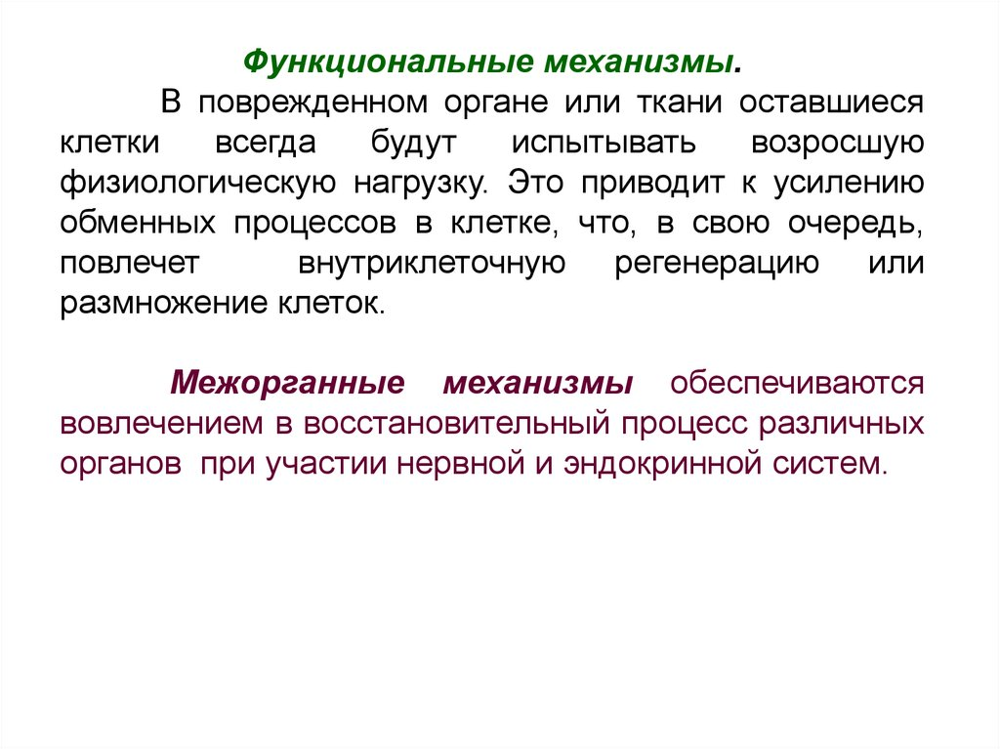 Функциональные механизмы.
В поврежденном органе или ткани оставшиеся
клетки всегда будут испытывать возросшую
физиологическую нагрузку. Это приводит к усилению
обменных процессов в клетке, что, в свою очередь,
повлечет внутриклеточную регенерацию или
размножение клеток.
Межорганные механизмы обеспечиваются
вовлечением в восстановительный процесс различных
органов при участии нервной и эндокринной систем.